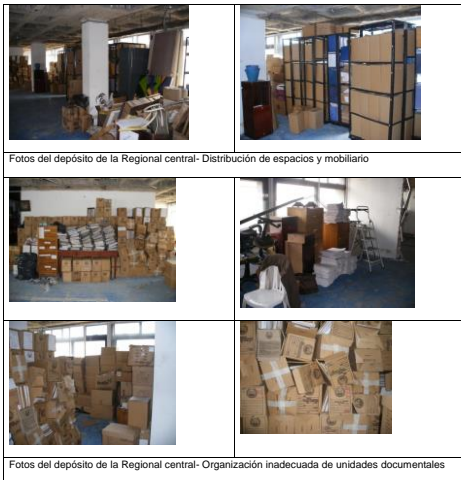 Fotos del depósito de la Regional central- Distribución de espacios y mobiliario
Fotos del depósito de la Regional central- Organización inadecuada de unidades documentales